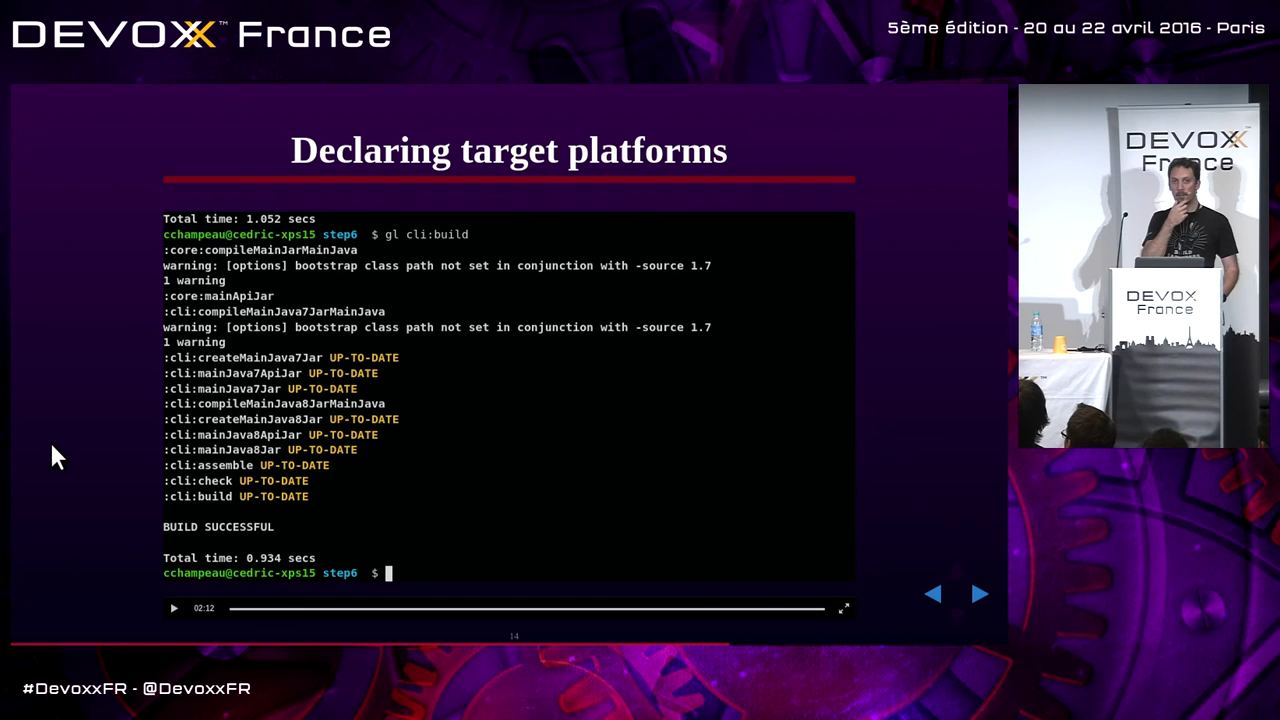 DEVOXX™ France
5ème édition - 20 au 22 avril 2016 - Paris
Declaring target platforms
Total time: 1.052 secs
cchampeau@cedric-xps15 step6 $ gl cli:build
:core:compileMainJarMainJava
warning: [options] bootstrap class path not set in conjunction with -source 1.7
1 warning
:core:mainApiJar
:cli:compileMainJava7JarMainJava
warning: [options] bootstrap class path not set in conjunction with -source 1.7
1 warning
:cli:createMainJava7Jar UP-TO-DATE
:cli:mainJava7ApiJar UP-TO-DATE
:cli:mainJava7Jar UP-TO-DATE
:cli:compileMainJava8JarMainJava
:cli:createMainJava8Jar UP-TO-DATE
:cli:mainJava8ApiJar UP-TO-DATE
:cli:mainJava8Jar UP-TO-DATE
:cli:assemble UP-TO-DATE
:cli:check UP-TO-DATE
:cli:build UP-TO-DATE
BUILD SUCCESSFUL
Total time: 0.934 secs
cchampeau@cedric-xps15 step6 $
02:12
14
DEVOXX
France
DEVOX
France
#DevoxxFR - @DevoxxFR